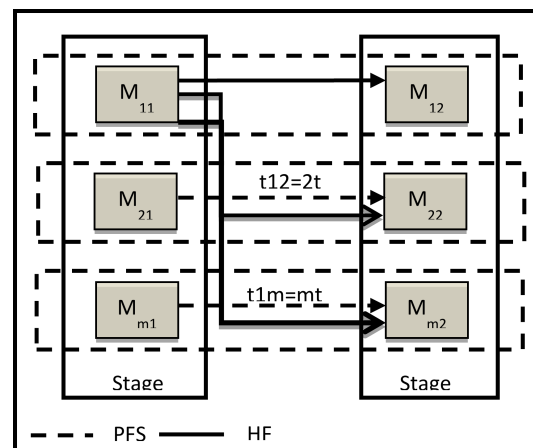 M11
M12
t12=2t
M21
M22
t1m=mt
Mm1
Mm2
Stage
Stage
PFS
HF